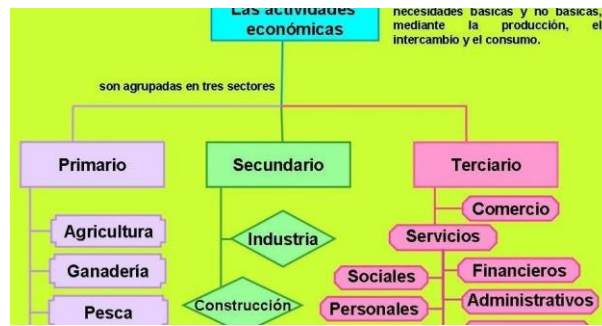 Las actividades
económicas
necesidades básicas y no básicas,
mediante la producción, el
intercambio y el consumo.
son agrupadas en tres sectores
Primario
Secundario
Terciario
Agricultura
Ganadería
Pesca
Industria
Construcción
Comercio
Servicios
Sociales
Financieros
Personales
Administrativos